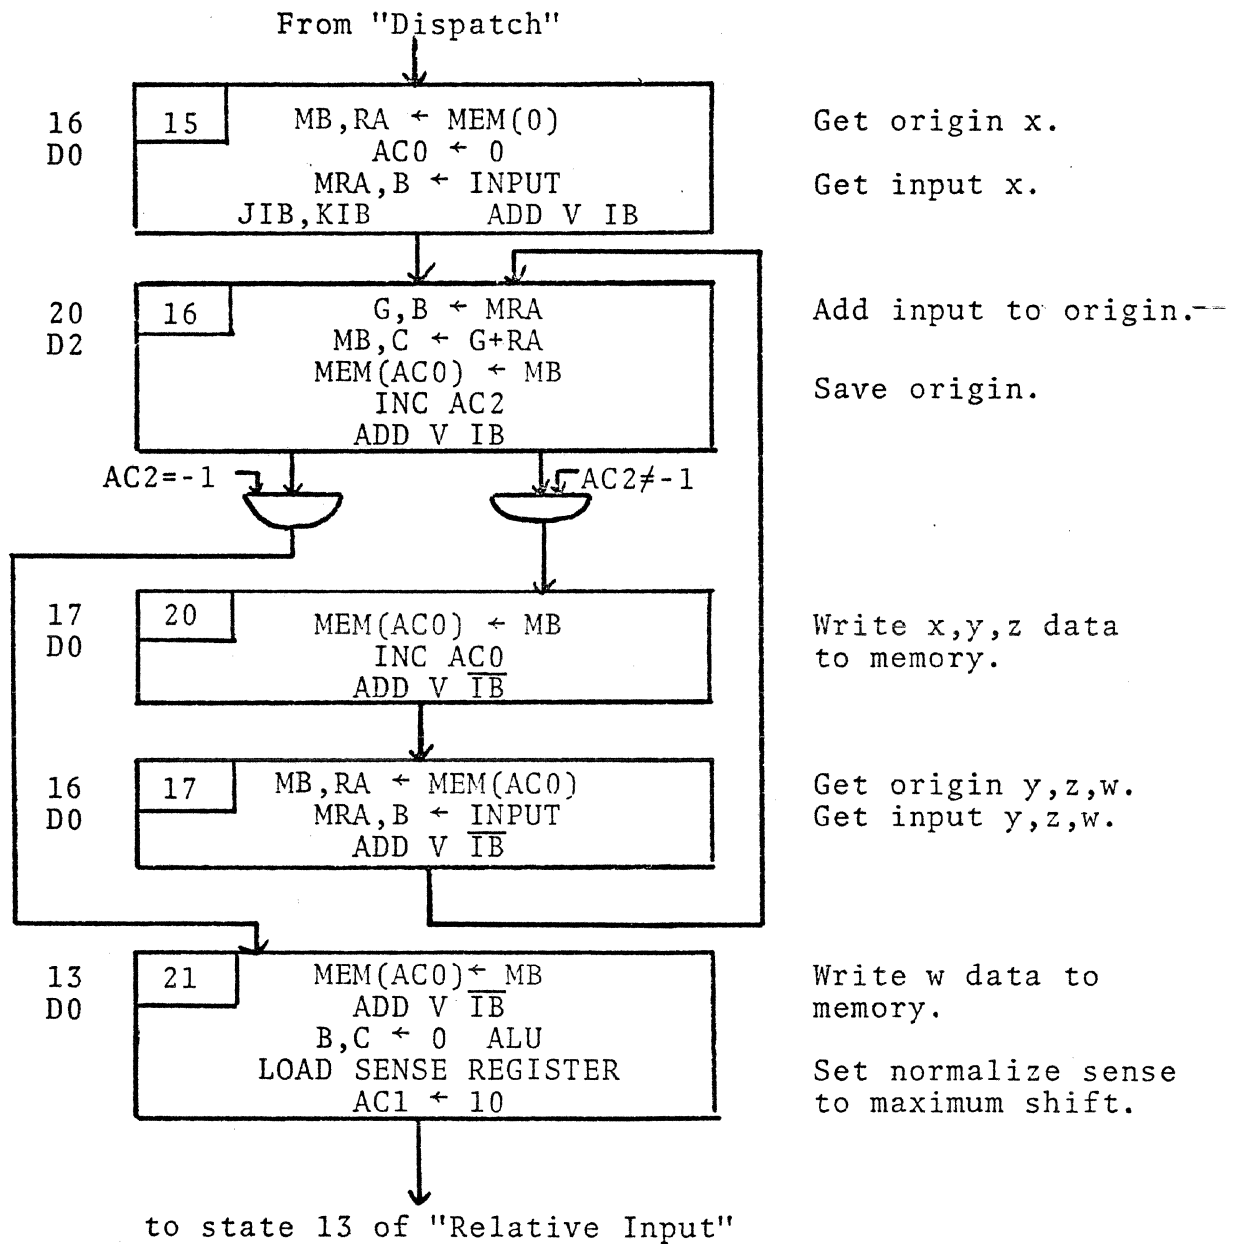 From "Dispatch"
16
D0
15
MB,RA ← MEM(0)
AC0 ← 0
MRA,B ← INPUT
JIB,KIB ADD V IB
Get origin x.
Get input x.
20
D2
16
G,B ← MRA
MB,C ← G+RA
MEM(AC0) ← MB
INC AC2
ADD V IB
Add input to origin.
Save origin.
AC2=-1
AC2≠-1
17
D0
20
MEM(AC0) ← MB
INC AC0
ADD V I̅B̅
Write x,y,z data
to memory.
16
D0
17
MB,RA ← MEM(AC0)
MRA,B ← INPUT
ADD V I̅B̅
Get origin y,z,w.
Get input y,z,w.
13
D0
21
MEM(AC0)← MB
ADD V I̅B̅
B,C ← 0 ALU
LOAD SENSE REGISTER
AC1 ← 10
Write w data to
memory.
Set normalize sense
to maximum shift.
to state 13 of "Relative Input"